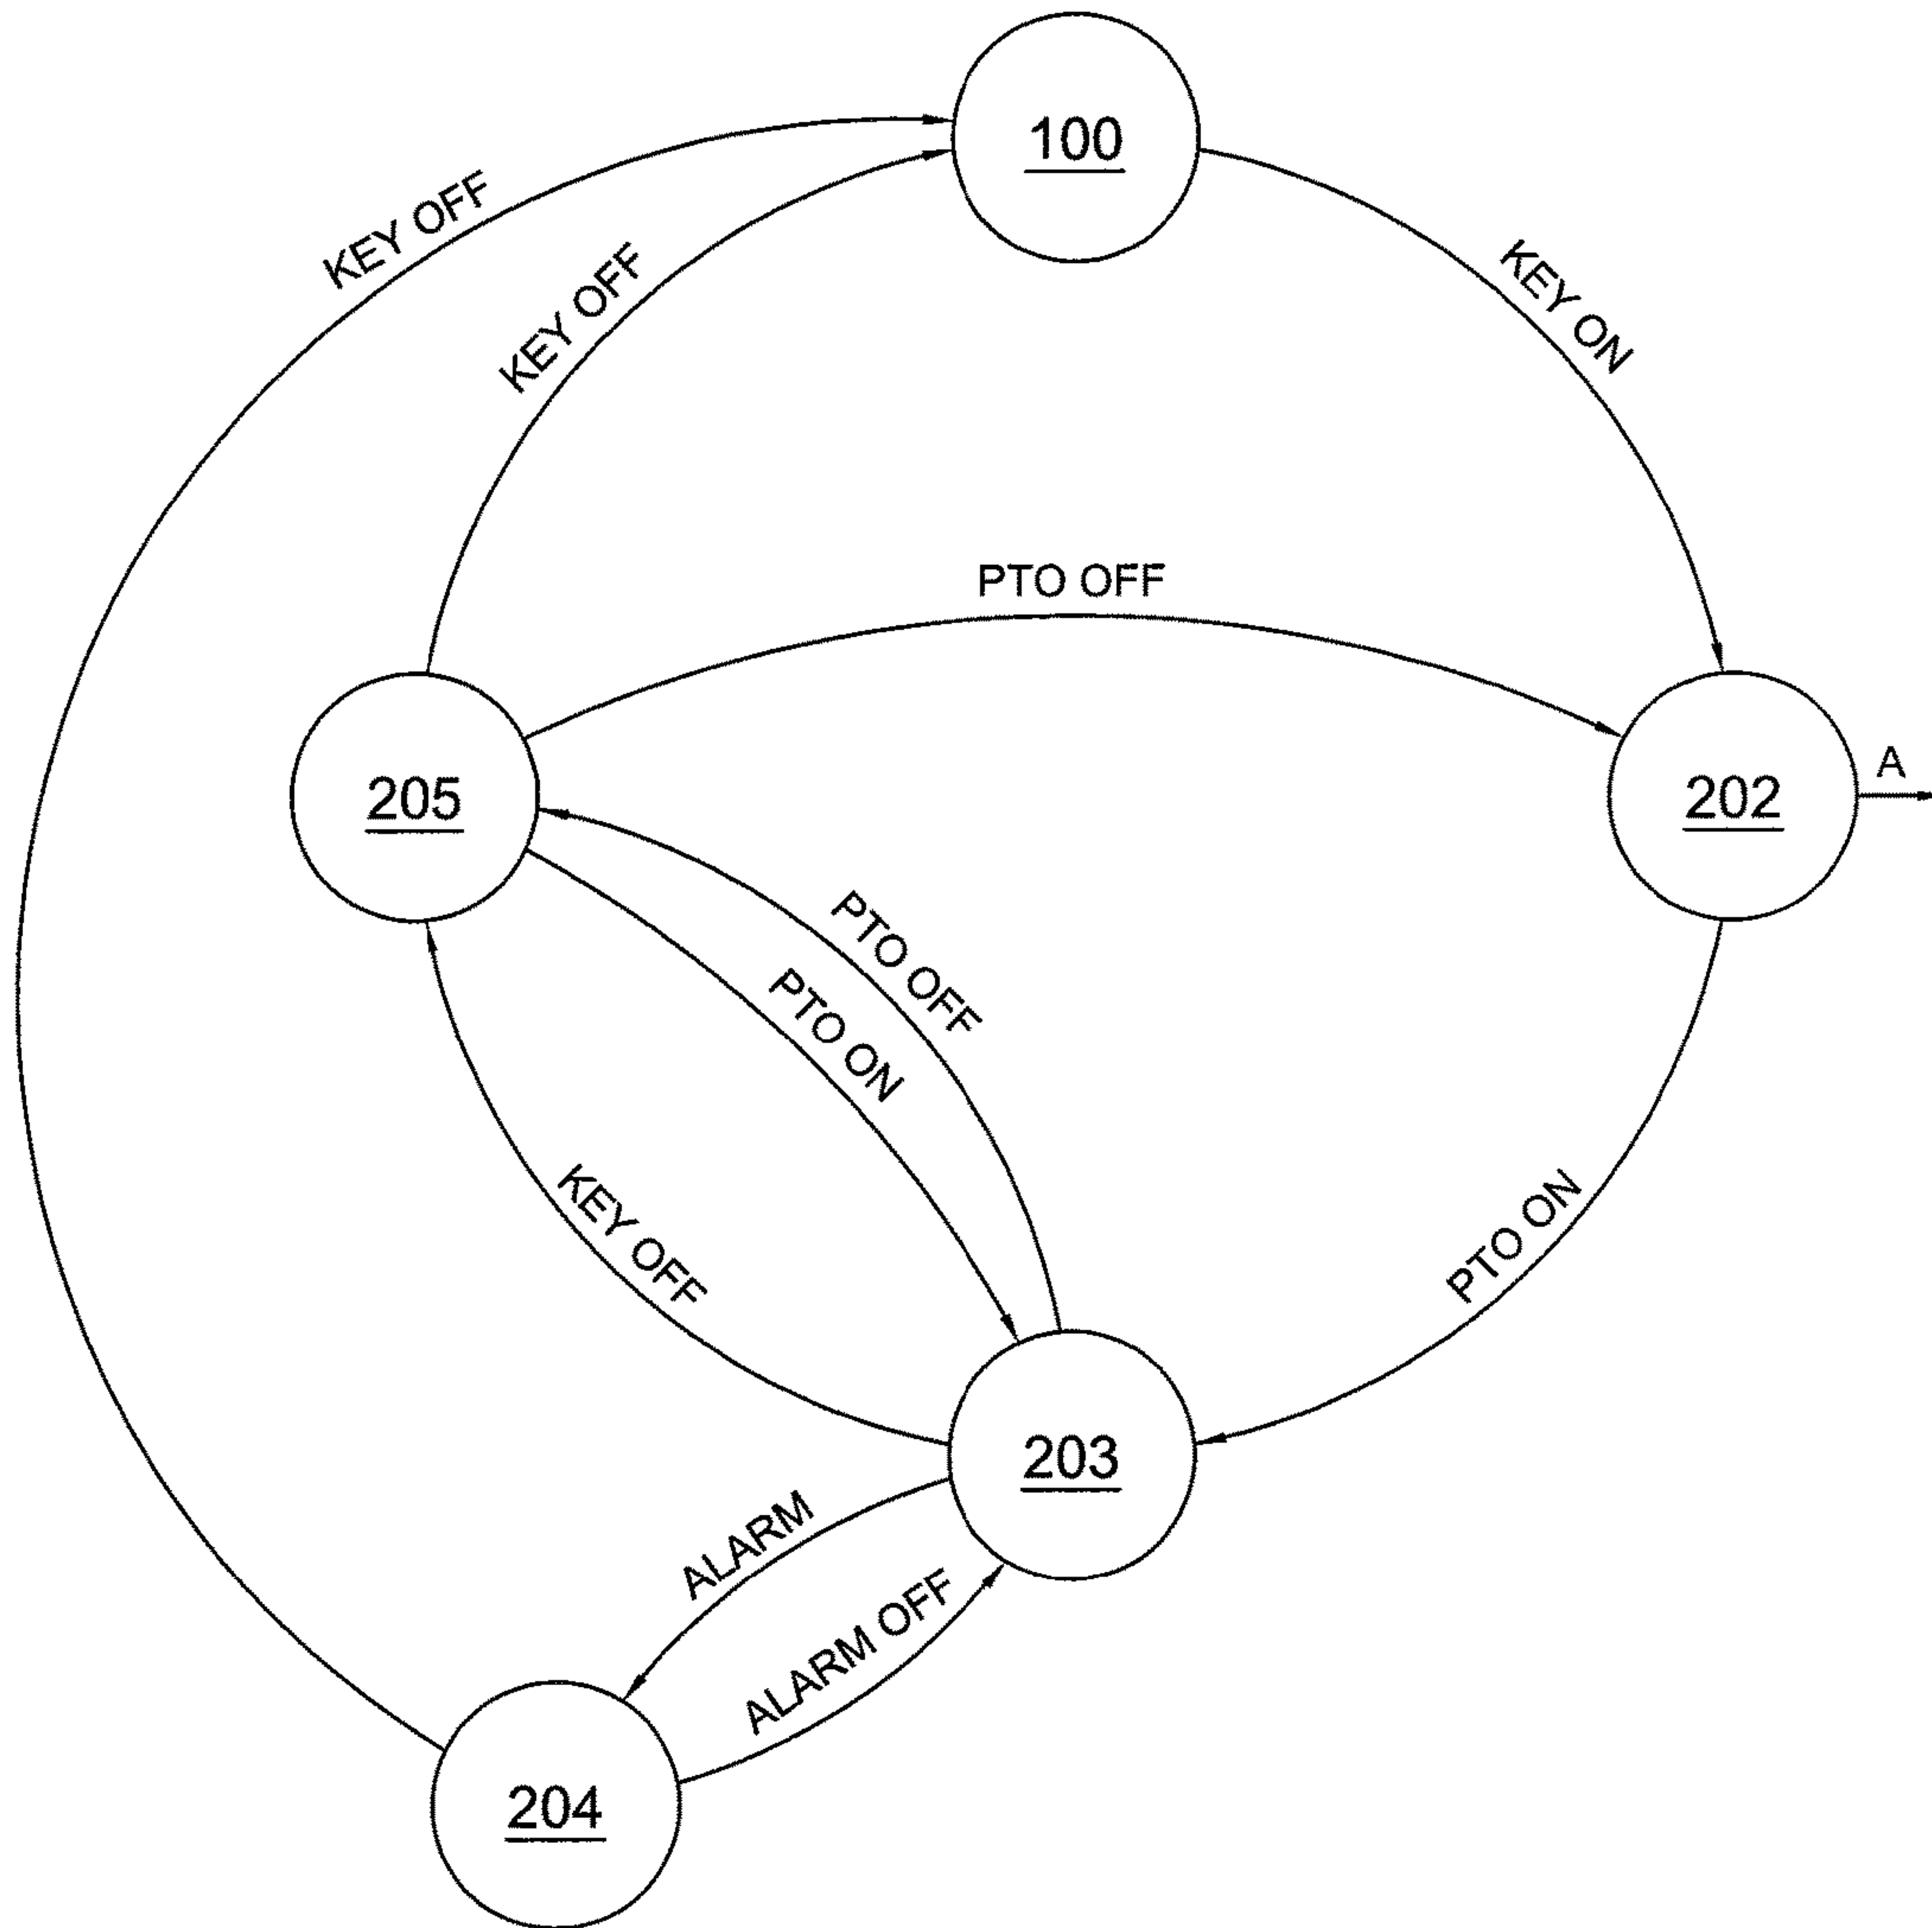 100
KEY OFF
KEY OFF
KEY ON
PTO OFF
A
205
202
PTO OFF
PTO ON
KEY OFF
PTO ON
203
ALARM
ALARM OFF
204